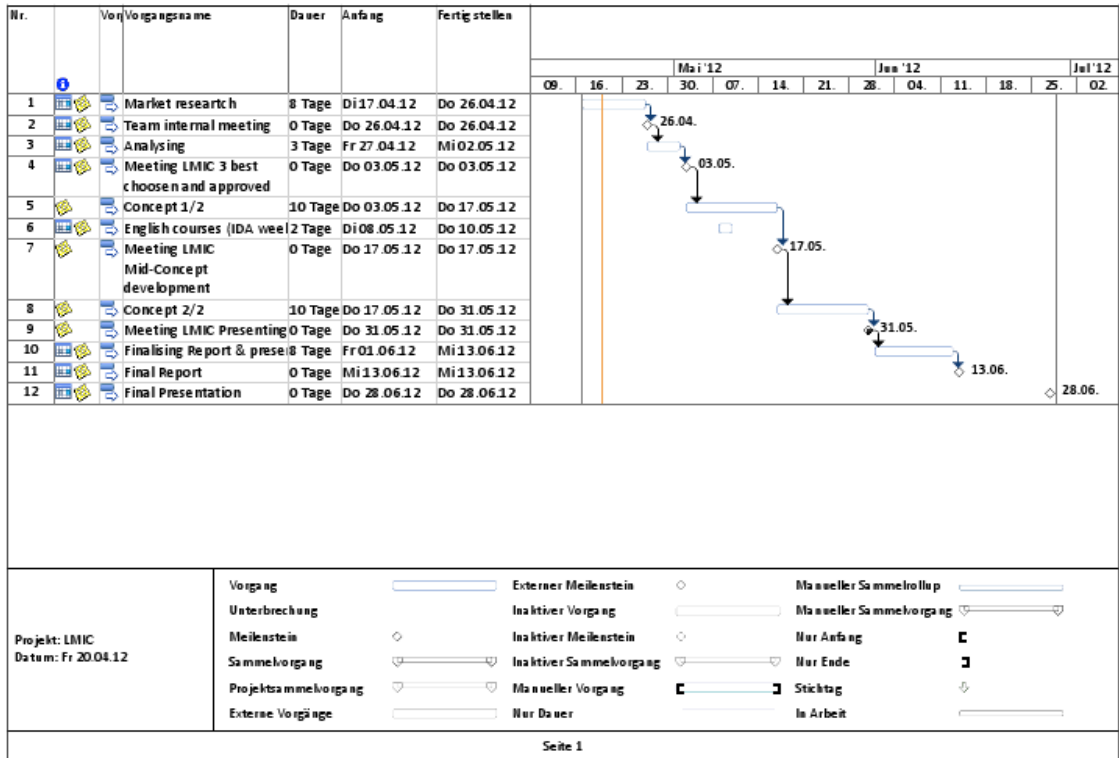 Nr.
Vor
Vorgangsname
Dauer
Anfang
Fertig stellen
Mai '12
Jun '12
Jul '12
09. 16. 23. 30. 07. 14. 21. 28. 04. 11. 18. 25. 02.
1 Market researtch 8 Tage Di 17.04.12 Do 26.04.12
2 Team internal meeting 0 Tage Do 26.04.12 Do 26.04.12 26.04.
3 Analysing 3 Tage Fr 27.04.12 Mi 02.05.12
4 Meeting LMIC 3 best 0 Tage Do 03.05.12 Do 03.05.12 03.05.
choosen and approved
5 Concept 1/2 10 Tage Do 03.05.12 Do 17.05.12
6 English courses (IDA weel 2 Tage Di 08.05.12 Do 10.05.12
7 Meeting LMIC 0 Tage Do 17.05.12 Do 17.05.12 17.05.
Mid-Concept
development
8 Concept 2/2 10 Tage Do 17.05.12 Do 31.05.12
9 Meeting LMIC Presenting 0 Tage Do 31.05.12 Do 31.05.12 31.05.
10 Finalising Report & prese 8 Tage Fr 01.06.12 Mi 13.06.12
11 Final Report 0 Tage Mi 13.06.12 Mi 13.06.12 13.06.
12 Final Presentation 0 Tage Do 28.06.12 Do 28.06.12 28.06.
Projekt: LMIC
Datum: Fr 20.04.12
Vorgang
Unterbrechung
Meilenstein
Sammelvorgang
Projektsammelvorgang
Externe Vorgänge
Externer Meilenstein
Inaktiver Vorgang
Inaktiver Meilenstein
Inaktiver Sammelvorgang
Manueller Vorgang
Nur Dauer
Manueller Sammelrollup
Manueller Sammelvorgang
Nur Anfang
Nur Ende
Stichtag
In Arbeit
Seite 1